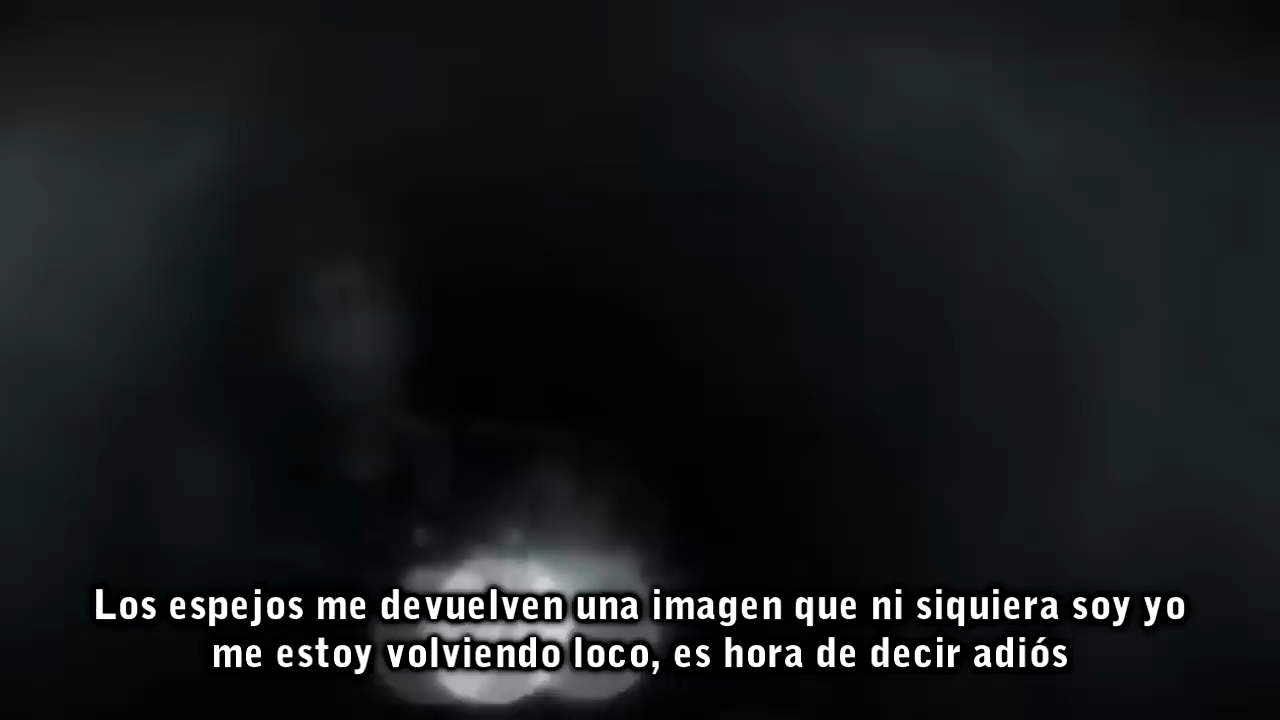 Los espejos me devuelven una imagen que ni siquiera soy yo
me estoy volviendo loco, es hora de decir adiós